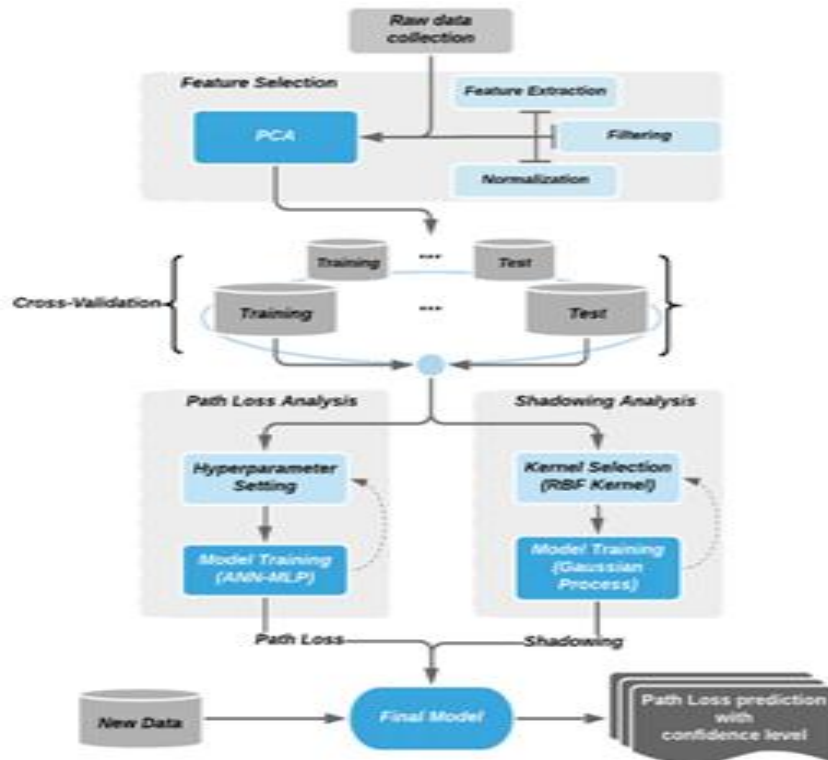 Raw data
collection
Feature Selection
Feature Extraction
PCA
Filtering
Normalization
Training
...
Test
Cross-Validation
Training
...
Test
Path Loss Analysis
Shadowing Analysis
Hyperparameter
Setting
Kernel Selection
(RBF Kernel)
Model Training
(ANN-MLP)
Model Training
(Gaussian
Process)
Path Loss
Shadowing
New Data
Final Model
Path Loss prediction
with
confidence level